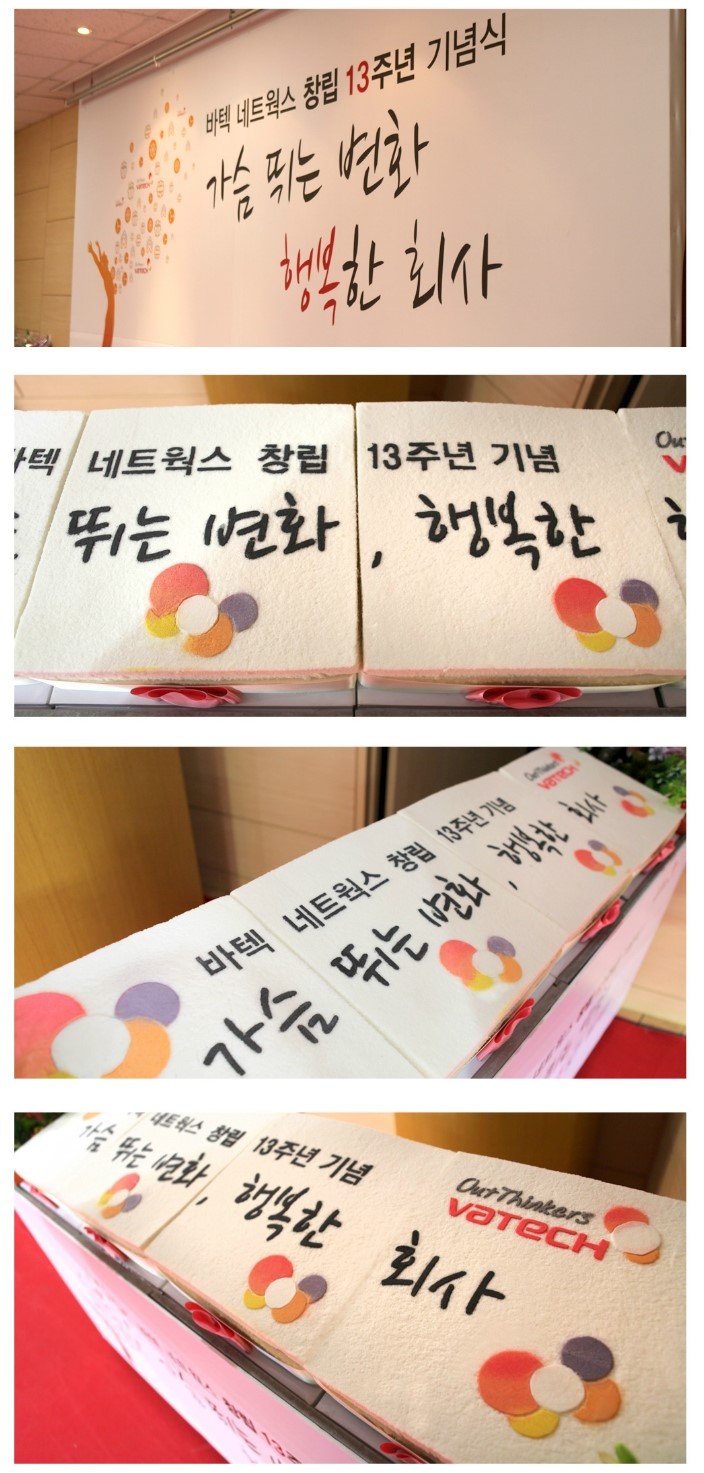 바텍 네트웍스 창립 13주년 기념식
가슴 뛰는 변화
행복한 회사
바텍 네트웍스 창립 13주년 기념
뛰는 변화, 행복한
바텍 네트웍스 창립 13주년 기념
가슴 뛰는 변화, 행복한 회사
OutThinkers
vaTECH
네트웍스 창립 13주년 기념
가슴 뛰는 변화, 행복한 회사
OutThinkers
vaTECH